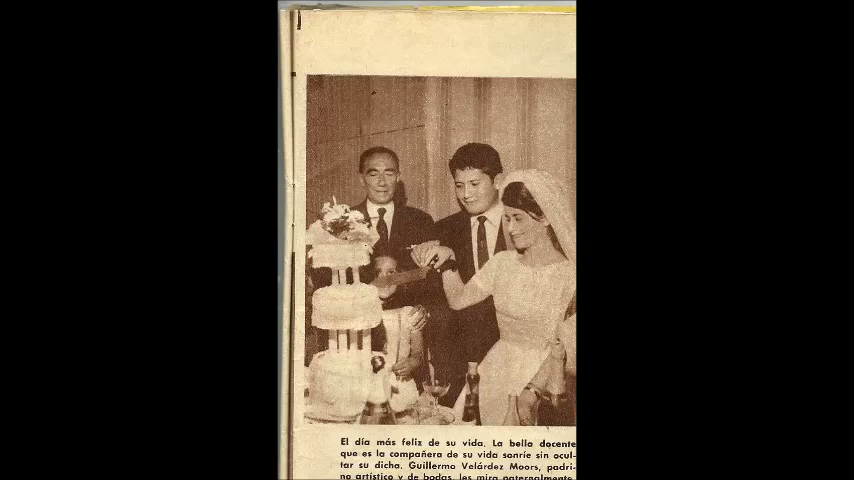 El día más feliz de su vida. La bella docente
que es la compañera de su vida sonríe sin ocul-
tar su dicha. Guillermo Velárdez Moors, padri-
no artístico y de bodas, les mira paternalmente.